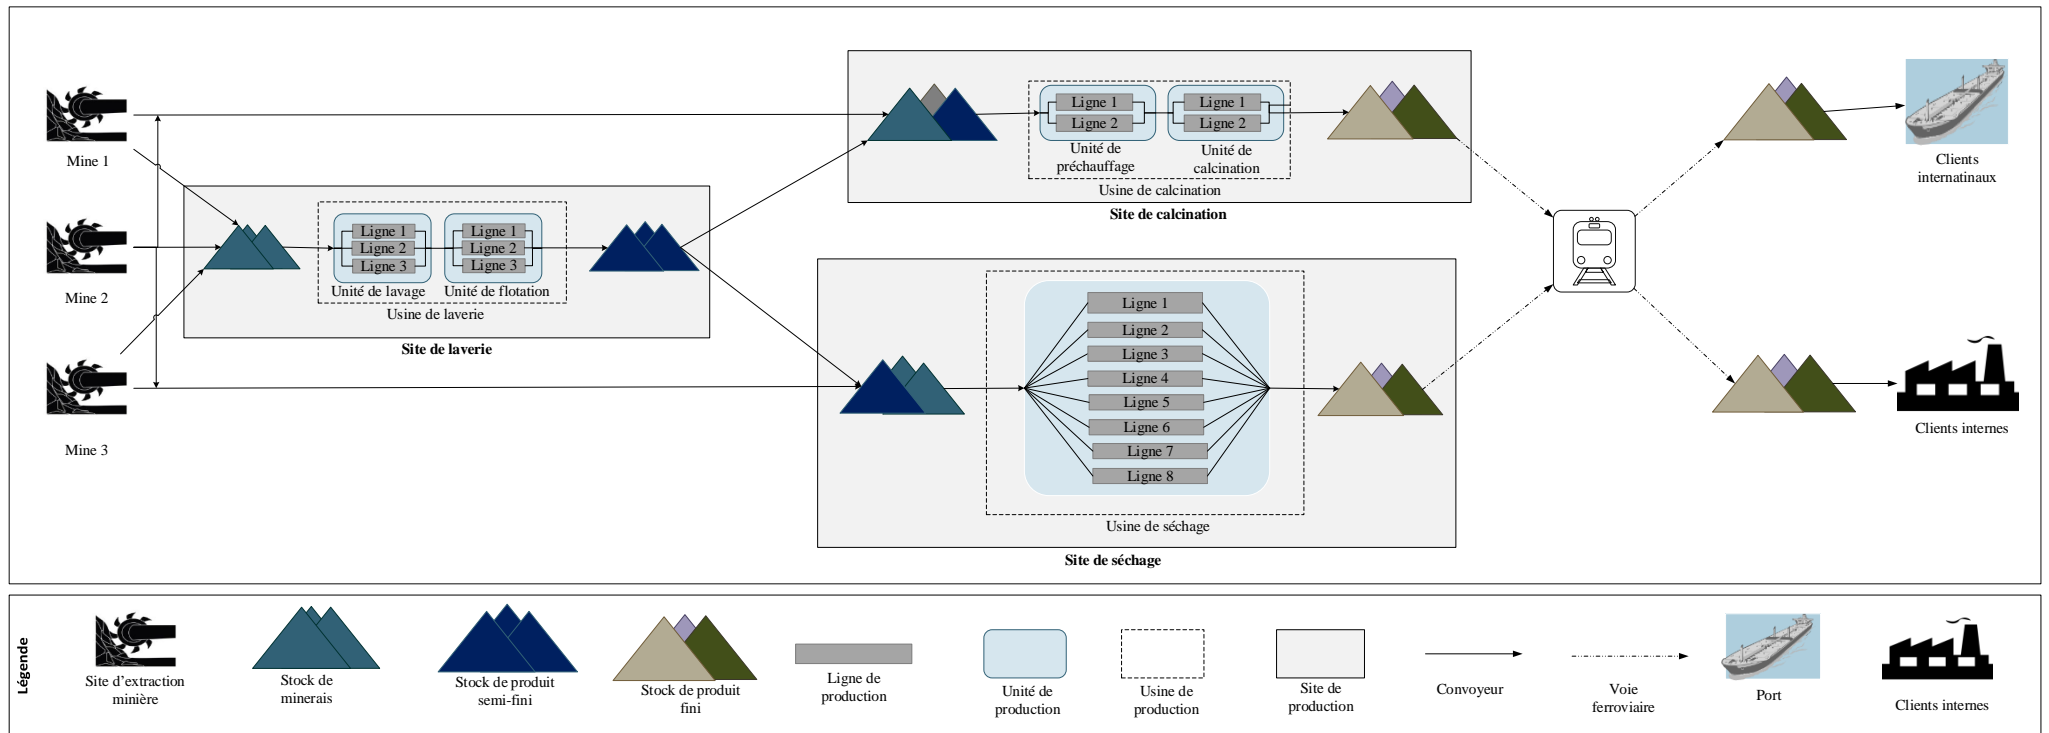 Mine 1
Mine 2
Mine 3
Ligne 1
Ligne 2
Ligne 3
Unité de lavage
Ligne 1
Ligne 2
Ligne 3
Unité de flotation
Usine de laverie
Site de laverie
Ligne 1
Ligne 2
Unité de
préchauffage
Ligne 1
Ligne 2
Unité de
calcination
Usine de calcination
Site de calcination
Ligne 1
Ligne 2
Ligne 3
Ligne 4
Ligne 5
Ligne 6
Ligne 7
Ligne 8
Usine de séchage
Site de séchage
Clients
internatinaux
Clients internes
Légende
Site d’extraction
minière
Stock de
minerais
Stock de produit
semi-fini
Stock de produit
fini
Ligne de
production
Unité de
production
Usine de
production
Site de
production
Convoyeur
Voie
ferroviaire
Port
Clients internes